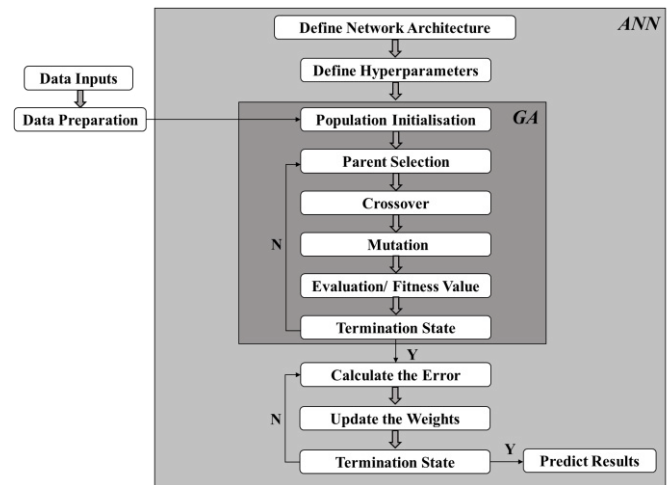 ANN
Define Network Architecture
Define Hyperparameters
Data Inputs
Data Preparation
GA
Population Initialisation
Parent Selection
Crossover
N
Mutation
Evaluation/ Fitness Value
Termination State
Y
Calculate the Error
N
Update the Weights
Termination State
Y
Predict Results